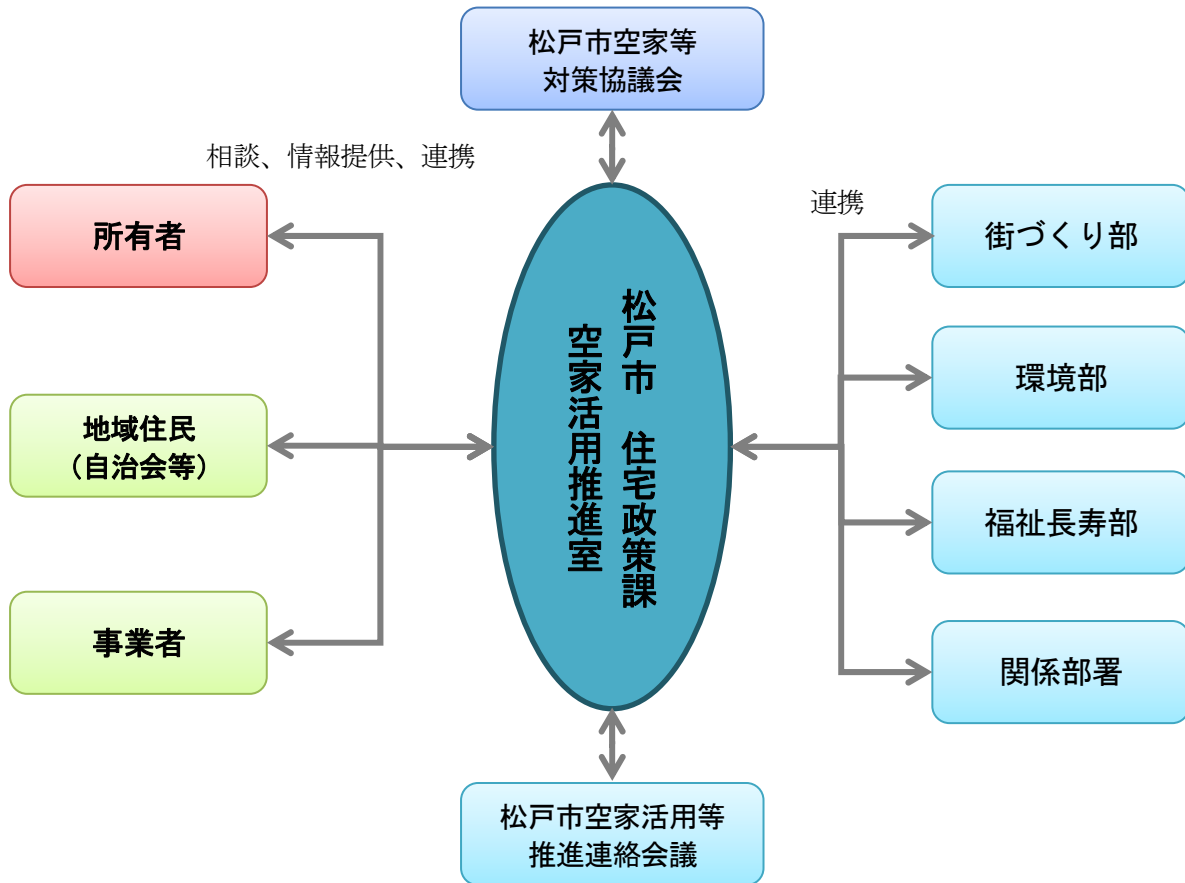 松戸市空家等
対策協議会
相談、情報提供、連携
連携
所有者
街づくり部
松戸市 住宅政策課
空家活用推進室
環境部
地域住民
（自治会等）
福祉長寿部
事業者
関係部署
松戸市空家活用等
推進連絡会議